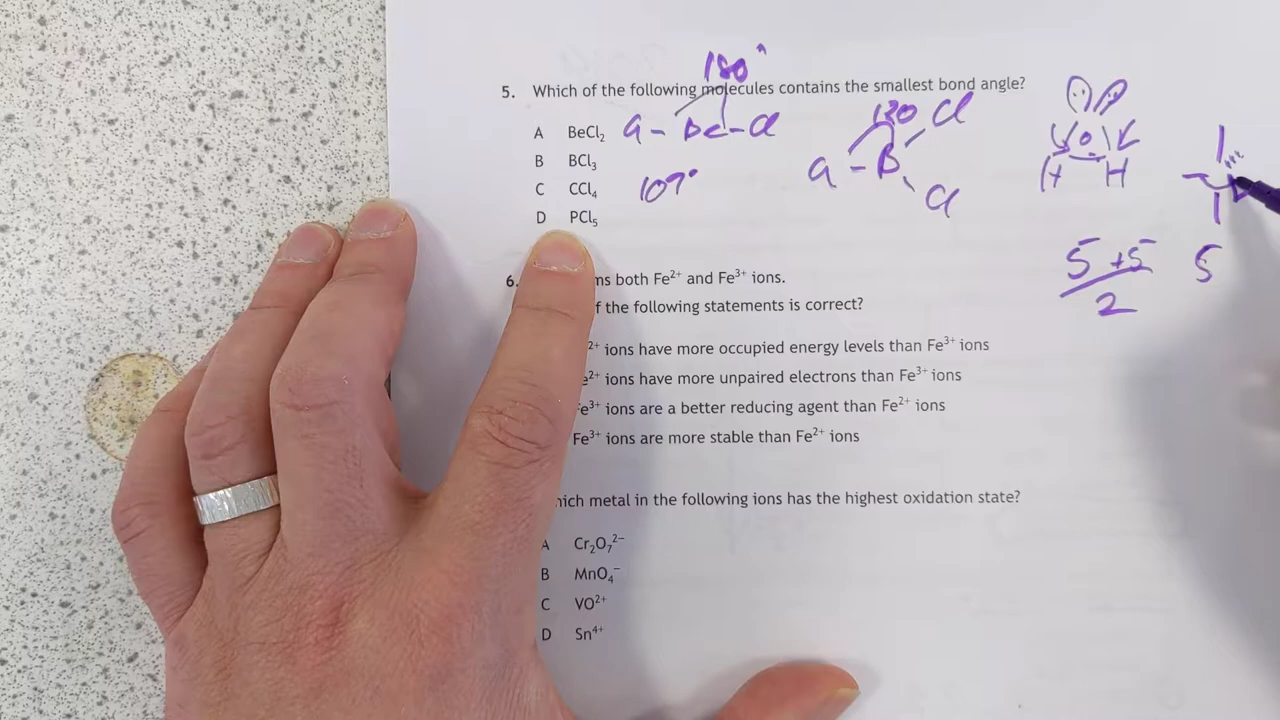 180°
5. Which of the following molecules contains the smallest bond angle?
A BeCl₂ Cl - Be - Cl
120 Cl
B BCl₃ Cl - B
Cl
O
H H
C CCl₄ 107°
D PCl₅
5 + 5 5
2
6. ms both Fe²⁺ and Fe³⁺ ions.
f the following statements is correct?
²⁺ ions have more occupied energy levels than Fe³⁺ ions
e²⁺ ions have more unpaired electrons than Fe³⁺ ions
Fe³⁺ ions are a better reducing agent than Fe²⁺ ions
Fe³⁺ ions are more stable than Fe²⁺ ions
hich metal in the following ions has the highest oxidation state?
A Cr₂O₇²⁻
B MnO₄⁻
C VO²⁺
D Sn⁴⁺